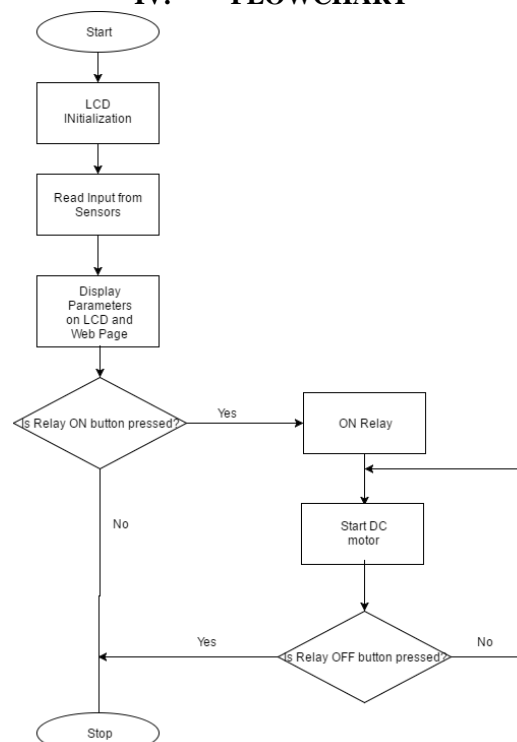 IV. FLOWCHART
Start
LCD
INitialization
Read Input from
Sensors
Display
Parameters
on LCD and
Web Page
Is Relay ON button pressed?
Yes
ON Relay
No
Start DC
motor
Yes
Is Relay OFF button pressed?
No
Stop